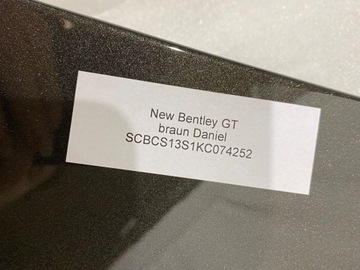 New Bentley GT
braun Daniel
SCBCS13S1KC074252